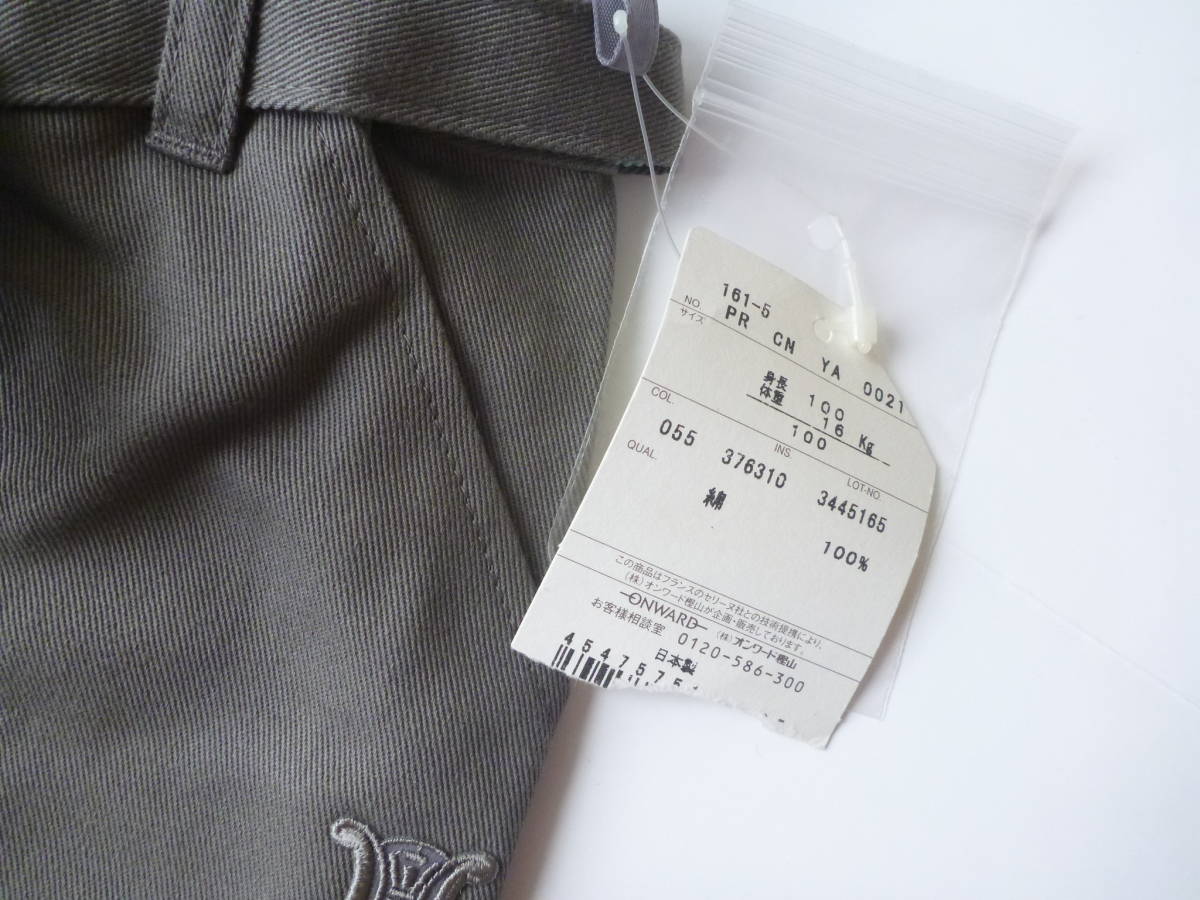 161-5
NO. PR CN YA 0021
サイズ
身長 100
体重 16 Kg
100
COL. INS. LOT-NO.
055 376310 3445165
QUAL.
綿 100%
この商品はフランスのセリーヌ社との技術提携により、
(株)オンワード樫山が企画・販売しております。
ONWARD (株)オンワード樫山
お客様相談室 0120-586-300
日本製
4547575